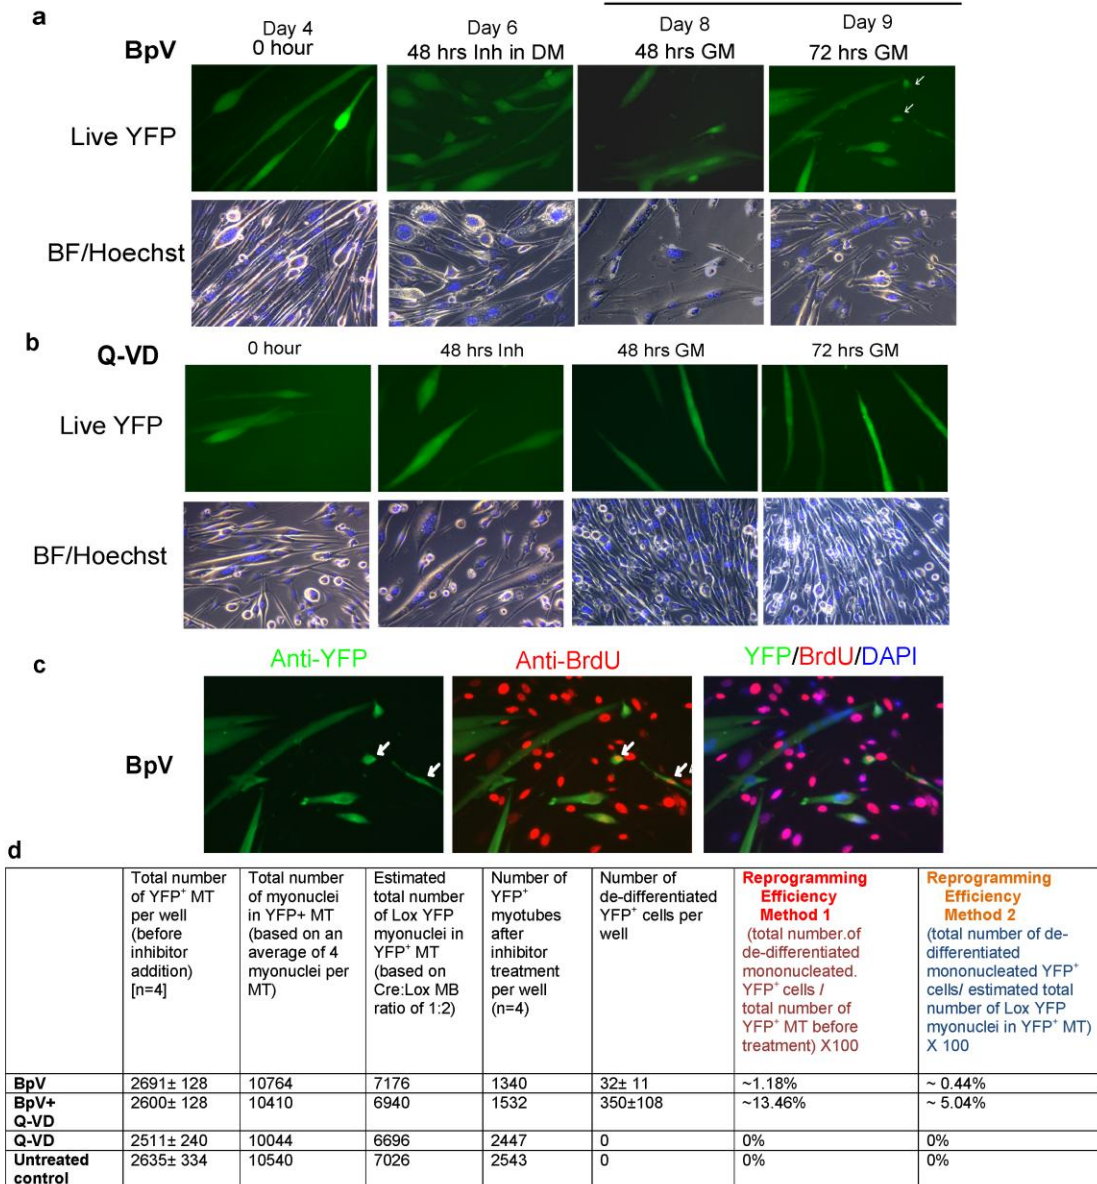 a
BpV
Day 4
0 hour
Day 6
48 hrs Inh in DM
Day 8
48 hrs GM
Day 9
72 hrs GM
Live YFP
BF/Hoechst
b
Q-VD
0 hour
48 hrs Inh
48 hrs GM
72 hrs GM
Live YFP
BF/Hoechst
c
Anti-YFP
Anti-BrdU
YFP/BrdU/DAPI
BpV
d
Total number
of YFP⁺ MT
per well
(before
inhibitor
addition)
[n=4]
Total number
of myonuclei
in YFP+ MT
(based on an
average of 4
myonuclei per
MT)
Estimated
total number
of Lox YFP
myonuclei in
YFP⁺ MT
(based on
Cre:Lox MB
ratio of 1:2)
Number of
YFP⁺
myotubes
after
inhibitor
treatment
per well
(n=4)
Number of
de-differentiated
YFP⁺ cells per
well
Reprogramming
Efficiency
Method 1
(total number.of
de-differentiated
mononucleated.
YFP⁺ cells /
total number of
YFP⁺ MT before
treatment) X100
Reprogramming
Efficiency
Method 2
(total number of de-
differentiated
mononucleated YFP⁺
cells/ estimated total
number of Lox YFP
myonuclei in YFP⁺ MT)
X 100
BpV 2691± 128 10764 7176 1340 32± 11 ~1.18% ~ 0.44%
BpV+ 2600± 128 10410 6940 1532 350±108 ~13.46% ~ 5.04%
Q-VD
Q-VD 2511± 240 10044 6696 2447 0 0% 0%
Untreated 2635± 334 10540 7026 2543 0 0% 0%
control